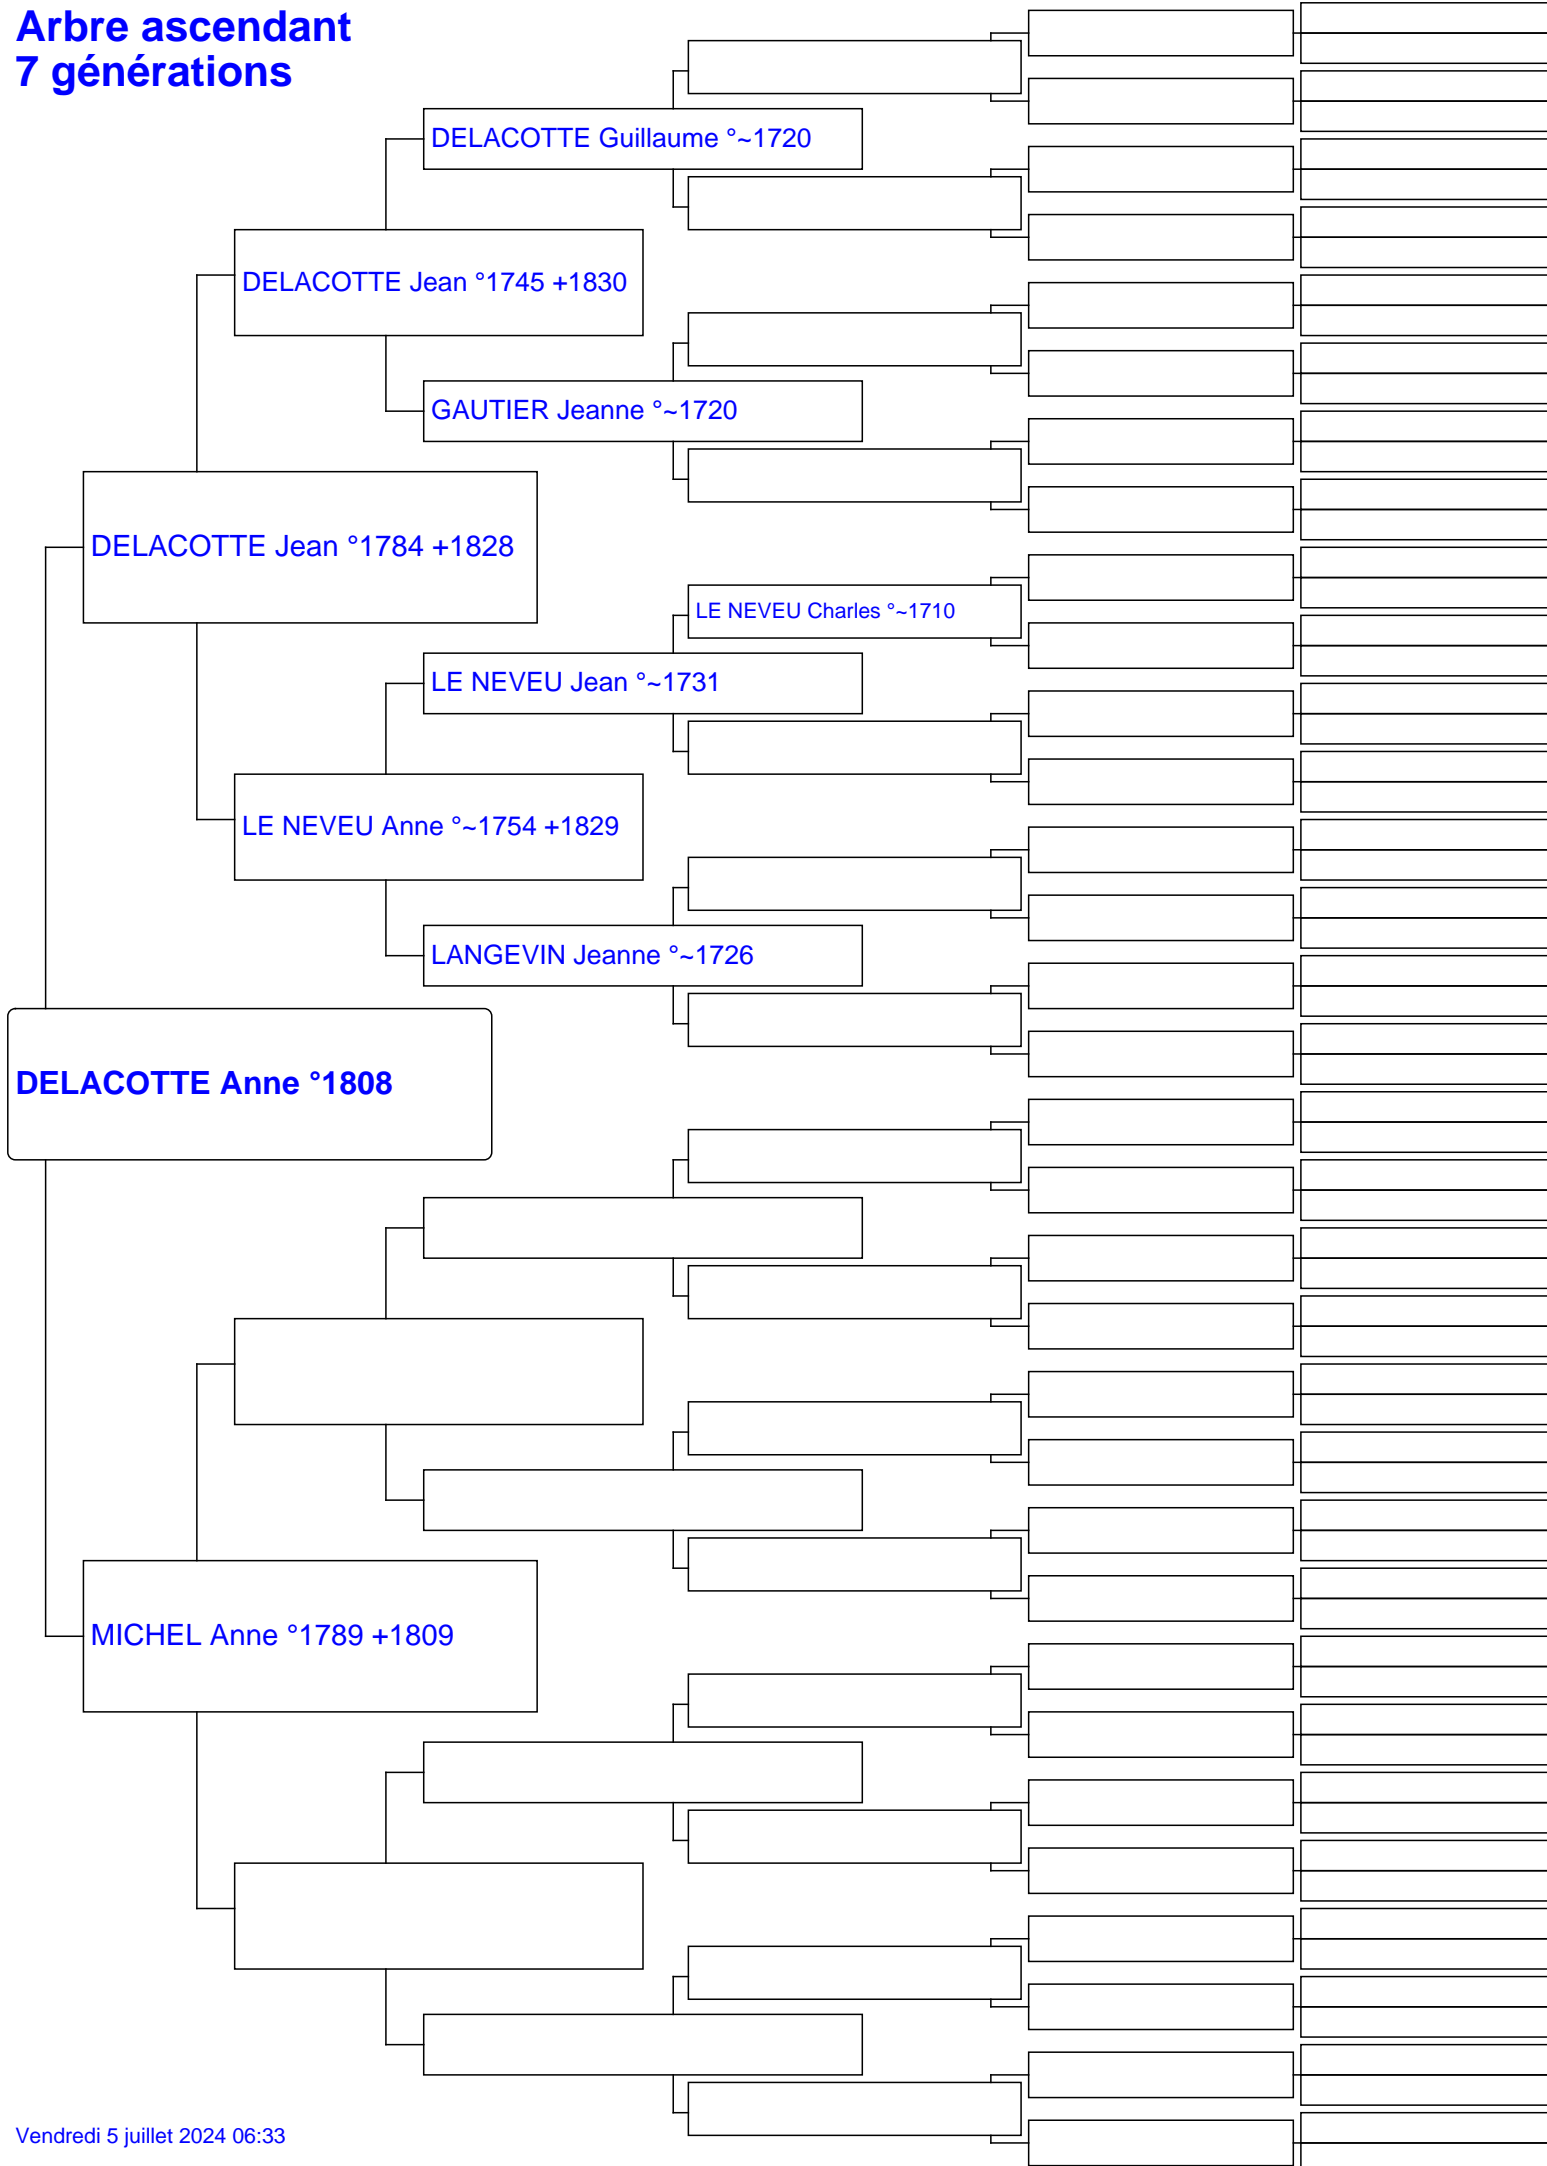 Arbre ascendant
7 générations
DELACOTTE Guillaume °~1720
DELACOTTE Jean °1745 +1830
GAUTIER Jeanne °~1720
DELACOTTE Jean °1784 +1828
LE NEVEU Charles °~1710
LE NEVEU Jean °~1731
LE NEVEU Anne °~1754 +1829
LANGEVIN Jeanne °~1726
DELACOTTE Anne °1808
MICHEL Anne °1789 +1809
Vendredi 5 juillet 2024 06:33